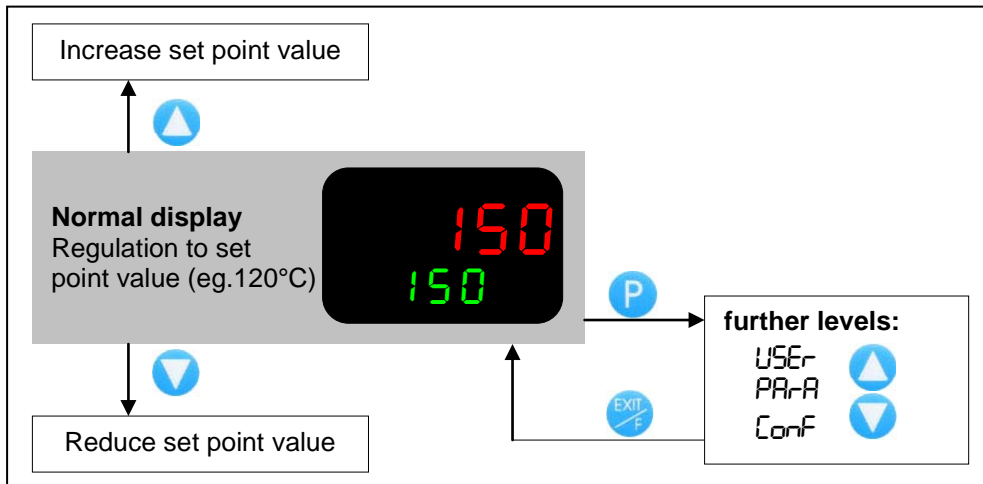 Increase set point value
Normal display
Regulation to set
point value (eg.120°C)
150
150
P
further levels:
USEr
PArA
ConF
EXIT/F
Reduce set point value